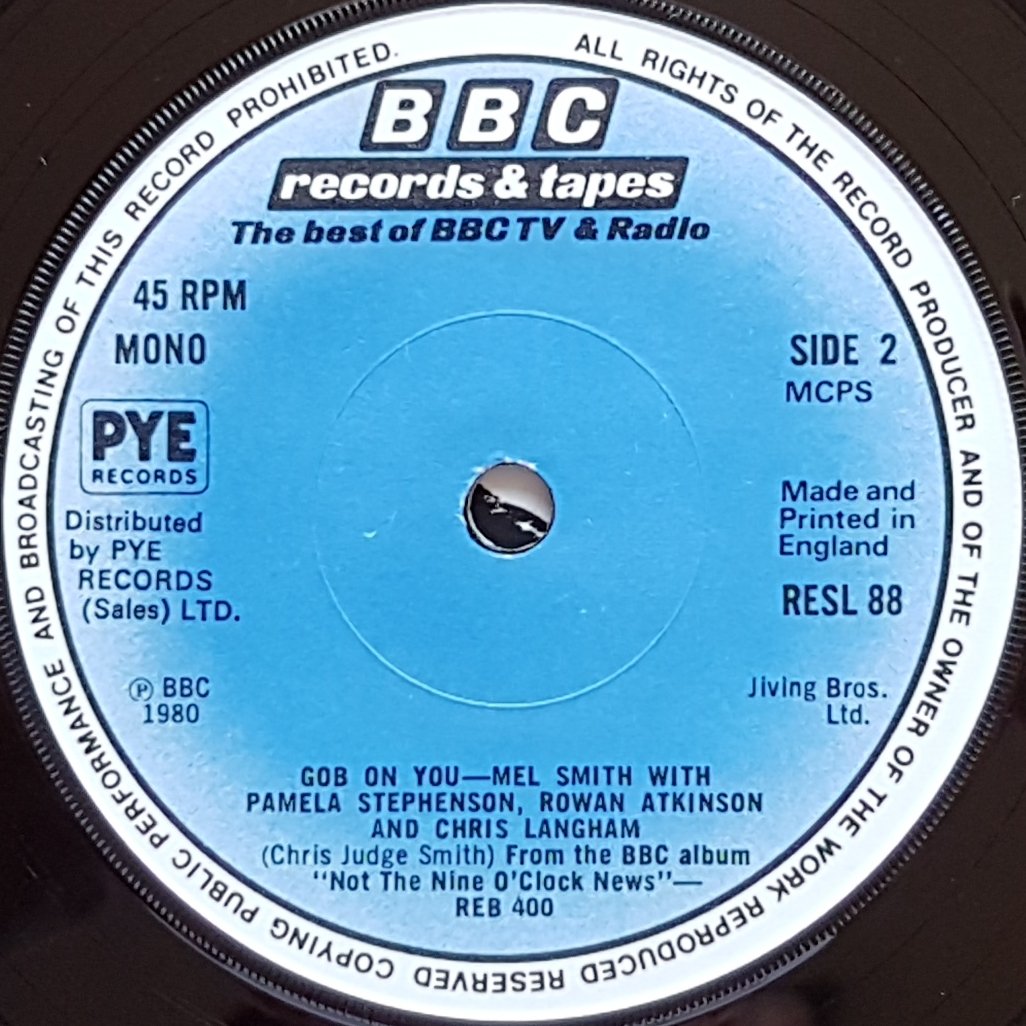 ALL RIGHTS OF THE RECORD PRODUCER AND OF THE OWNER OF THE WORK REPRODUCED RESERVED COPYING PUBLIC PERFORMANCE AND BROADCASTING OF THIS RECORD PROHIBITED.
BBC
records & tapes
The best of BBC TV & Radio
45 RPM
MONO
PYE
RECORDS
Distributed
by PYE
RECORDS
(Sales) LTD.
Ⓟ BBC
1980
SIDE 2
MCPS
Made and
Printed in
England
RESL 88
Jiving Bros.
Ltd.
GOB ON YOU—MEL SMITH WITH
PAMELA STEPHENSON, ROWAN ATKINSON
AND CHRIS LANGHAM
(Chris Judge Smith) From the BBC album
"Not The Nine O'Clock News"—
REB 400